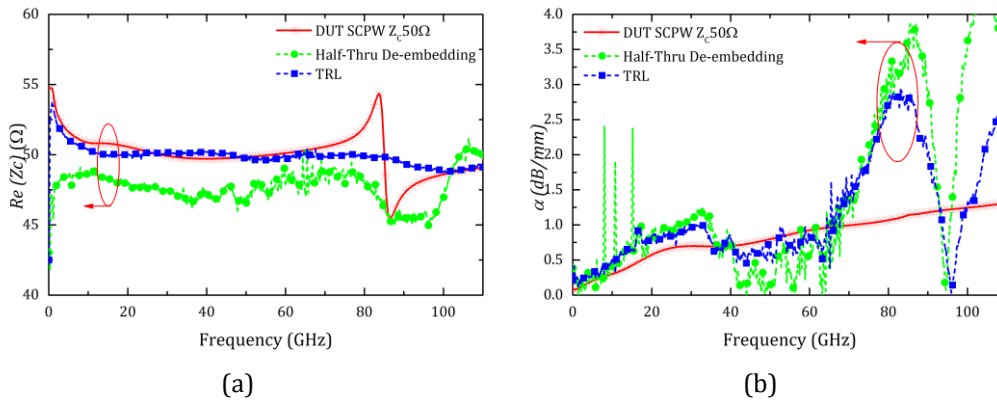 DUT SCPW Zc50Ω
Half-Thru De-embedding
TRL
60
55
50
45
40
Re (Zc) (Ω)
0
20
40
60
80
100
Frequency (GHz)
(a)
DUT SCPW Zc50Ω
Half-Thru De-embedding
TRL
4.0
3.5
3.0
2.5
2.0
1.5
1.0
0.5
0.0
α (dB/mm)
0
20
40
60
80
100
Frequency (GHz)
(b)